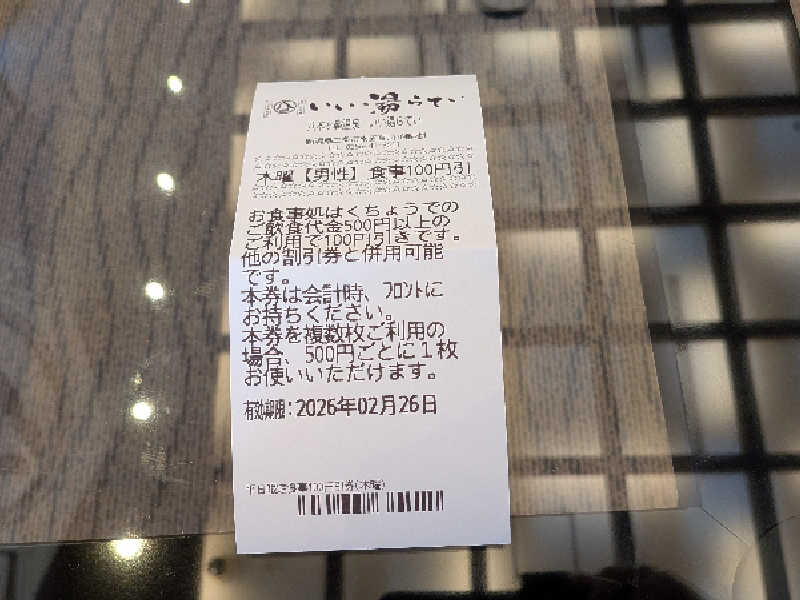 いい湯らてい
木曜【男性】食事100円引
お食事処はくちょうでの
ご飲食代金500円以上の
ご利用で100円引きです。
他の割引券と併用可能
です。
本券は会計時、フロントに
お持ちください。
本券を複数枚ご利用の
場合、500円ごとに1枚
お使いいただけます。
有効期限:2026年02月26日